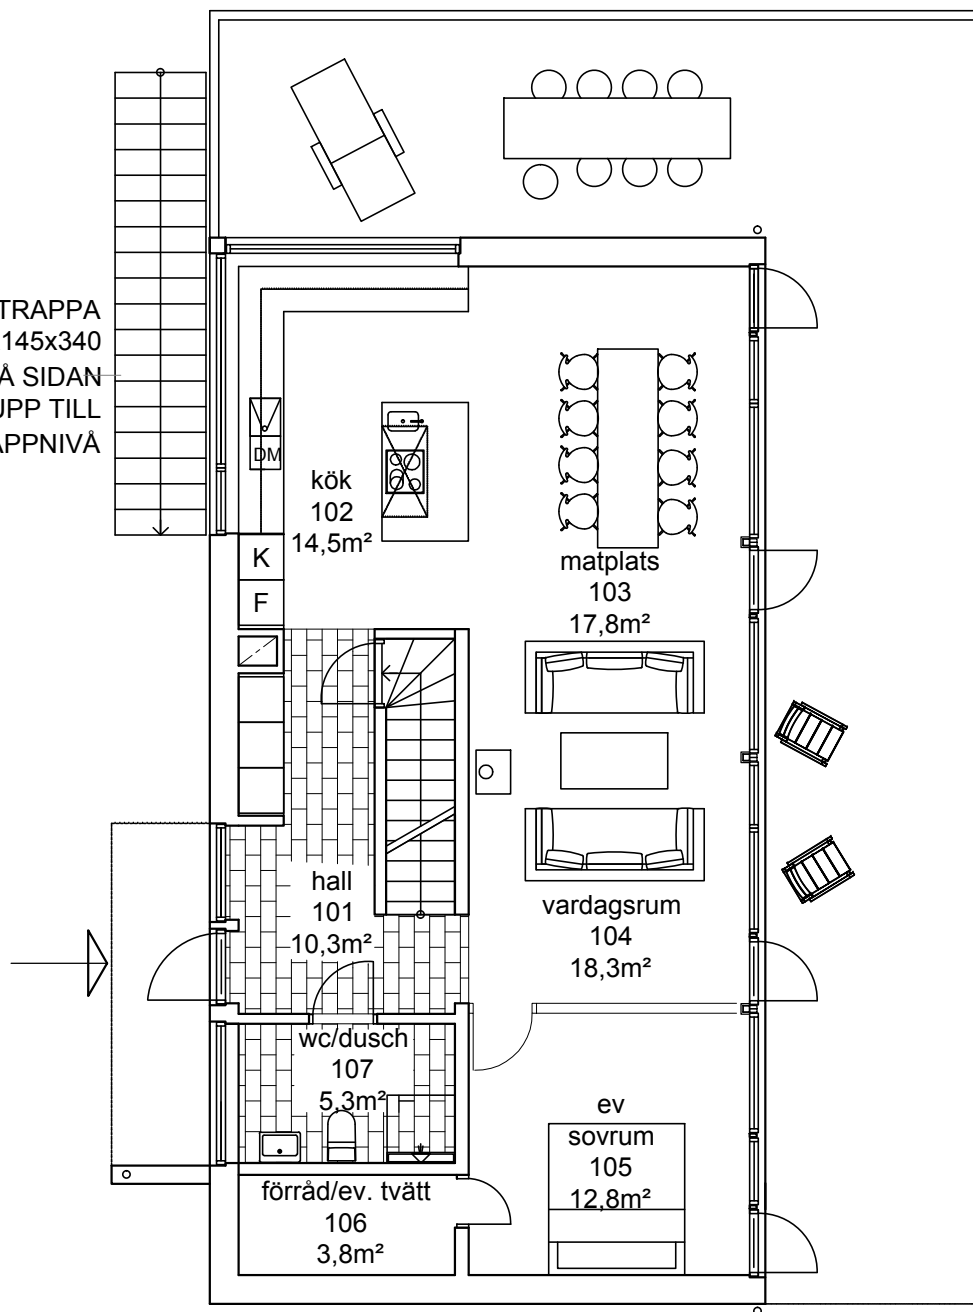 TRAPPA
145x340
Å SIDAN
UPP TILL
APPNIVÅ
DM
kök
102
14,5m²
K
F
matplats
103
17,8m²
hall
101
10,3m²
vardagsrum
104
18,3m²
wc/dusch
107
5,3m²
ev
sovrum
105
12,8m²
förråd/ev. tvätt
106
3,8m²